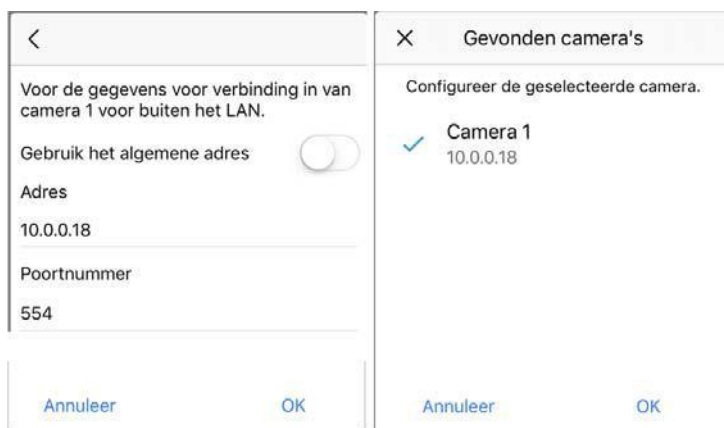 Voor de gegevens voor verbinding in van
camera 1 voor buiten het LAN.
Gebruik het algemene adres
Adres
10.0.0.18
Poortnummer
554
Annuleer OK
Gevonden camera's
Configureer de geselecteerde camera.
Camera 1
10.0.0.18
Annuleer OK